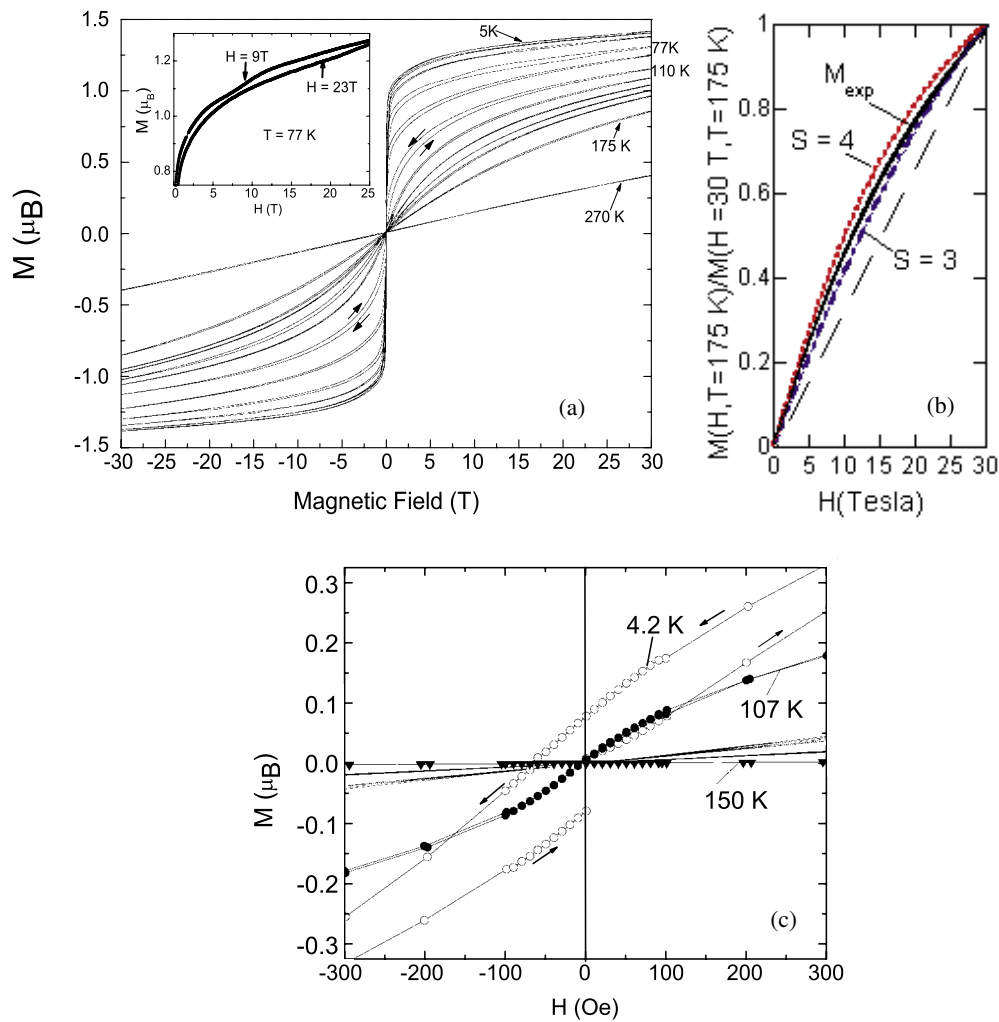 1.5
1.0
0.5
0.0
-0.5
-1.0
-1.5
M (μB)
-30 -25 -20 -15 -10 -5 0 5 10 15 20 25 30
Magnetic Field (T)
5K
77K
110 K
175 K
270 K
(a)
1.2
1.0
0.8
M (μB)
H = 9T
H = 23T
T = 77 K
0 5 10 15 20 25
H (T)
1
0.8
0.6
0.4
0.2
0
M(H,T=175 K)/M(H =30 T,T=175 K)
Mexp
S = 4
S = 3
(b)
0 5 10 15 20 25 30
H(Tesla)
0.3
0.2
0.1
0.0
-0.1
-0.2
-0.3
M (μB)
4.2 K
107 K
150 K
(c)
-300 -200 -100 0 100 200 300
H (Oe)